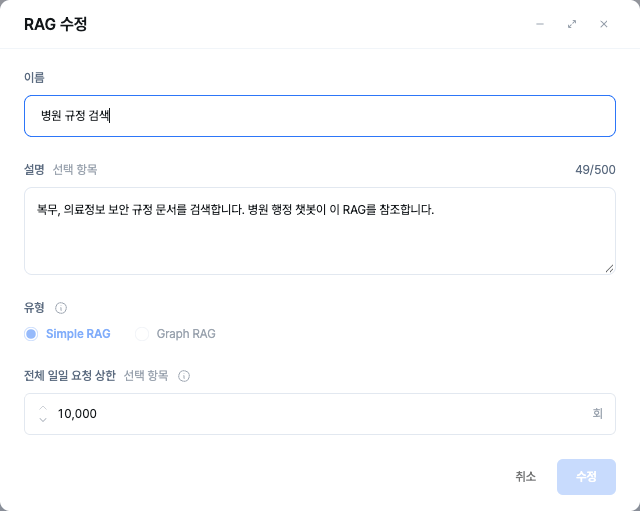 RAG 수정
이름
병원 규정 검색
설명 선택 항목 49/500
복무, 의료정보 보안 규정 문서를 검색합니다. 병원 행정 챗봇이 이 RAG를 참조합니다.
유형
Simple RAG Graph RAG
전체 일일 요청 상한 선택 항목
10,000 회
취소 수정